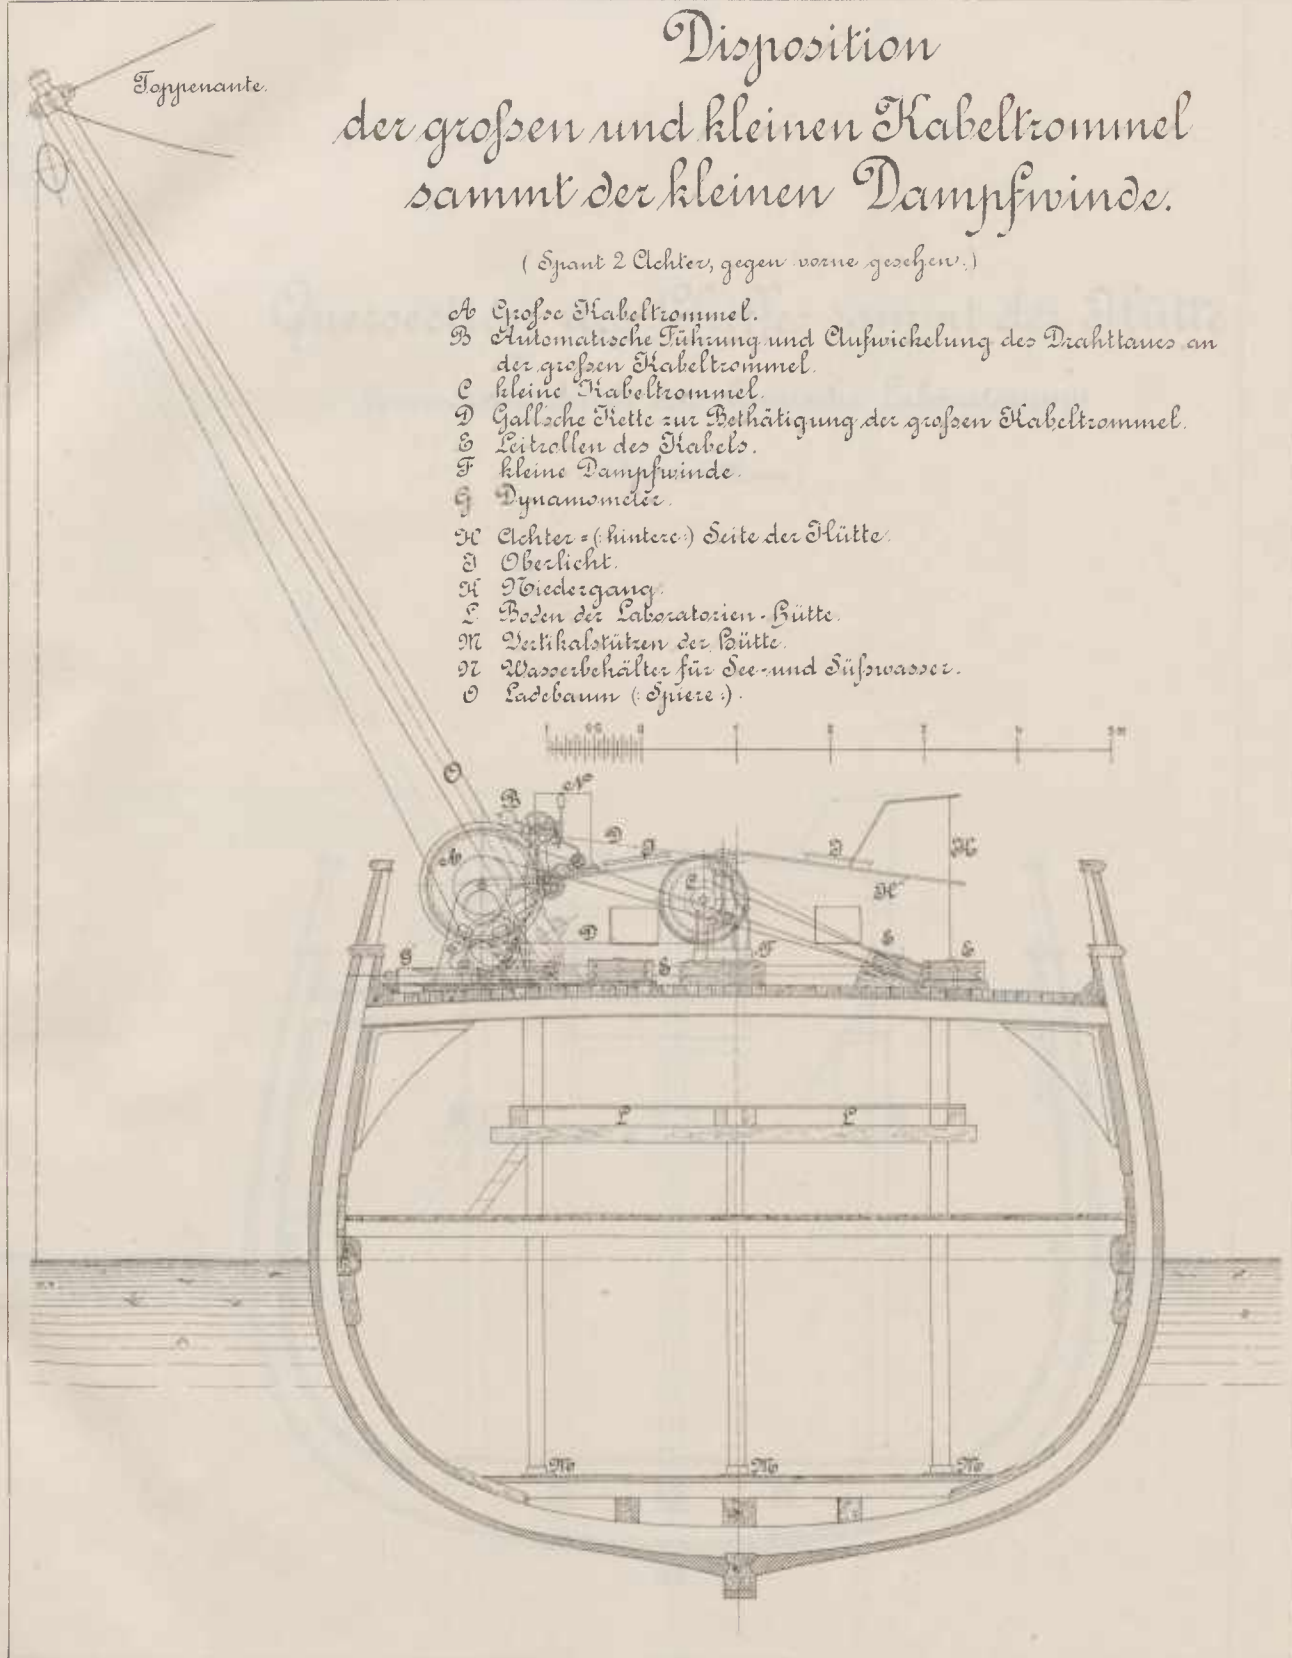 Disposition
der großen und kleinen Kabeltrommel
sammt der kleinen Dampfwinde.
(Spant 2 Achter, gegen vorne gesehen.)
Toppenante.
A Große Kabeltrommel.
B Automatische Führung und Aufwickelung des Drahttaues an
der großen Kabeltrommel.
C kleine Kabeltrommel.
D Gallsche Kette zur Bethätigung der großen Kabeltrommel.
E Leitrollen des Kabels.
F kleine Dampfwinde.
G Dynamometer.
H Achter=(:hintere:) Seite der Hütte.
J Oberlicht.
K Niedergang.
L Boden der Laboratorien-Hütte.
M Vertikalstützen der Hütte.
N Wasserbehälter für See- und Süßwasser.
O Ladebaum (:Spiere:).
O
B
N
D
A
J
J
K
C
H
D
G
E
F
E
E
L
L
M
M
M